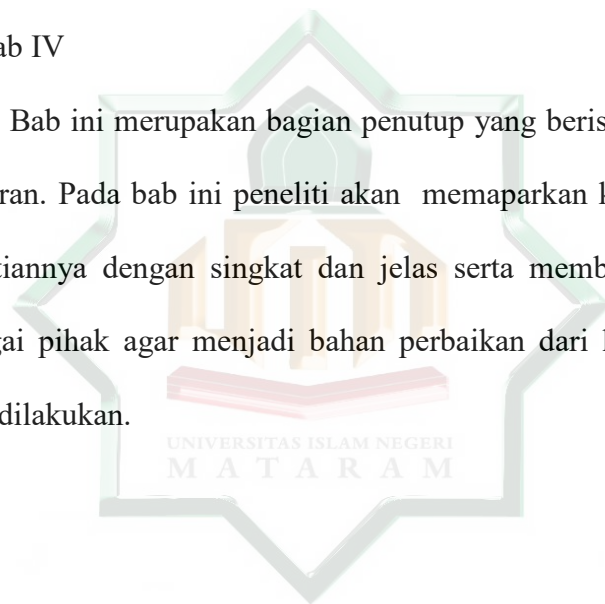 ab IV
Bab ini merupakan bagian penutup yang beris
ran. Pada bab ini peneliti akan memaparkan k
tiannya dengan singkat dan jelas serta memb
gai pihak agar menjadi bahan perbaikan dari
dilakukan.
UNIVERSITAS ISLAM NEGERI
M A T A R A M